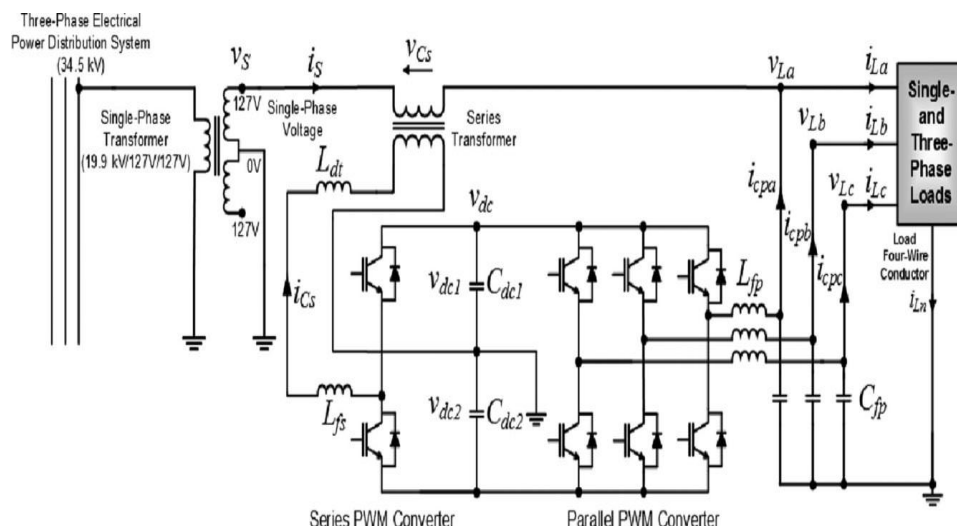 Three-Phase Electrical
Power Distribution System
(34.5 kV)
Single-Phase
Transformer
(19.9 kV/127V/127V)
v_S
127V
0V
127V
i_S
Single-Phase
Voltage
v_Cs
Series
Transformer
L_dt
i_Cs
L_fs
v_dc
v_dc1
C_dc1
v_dc2
C_dc2
L_fp
C_fp
v_La
v_Lb
v_Lc
i_La
i_Lb
i_Lc
i_cpa
i_cpb
i_cpc
Single-
and
Three-
Phase
Loads
Load
Four-Wire
Conductor
i_Ln
Series PWM Converter
Parallel PWM Converter